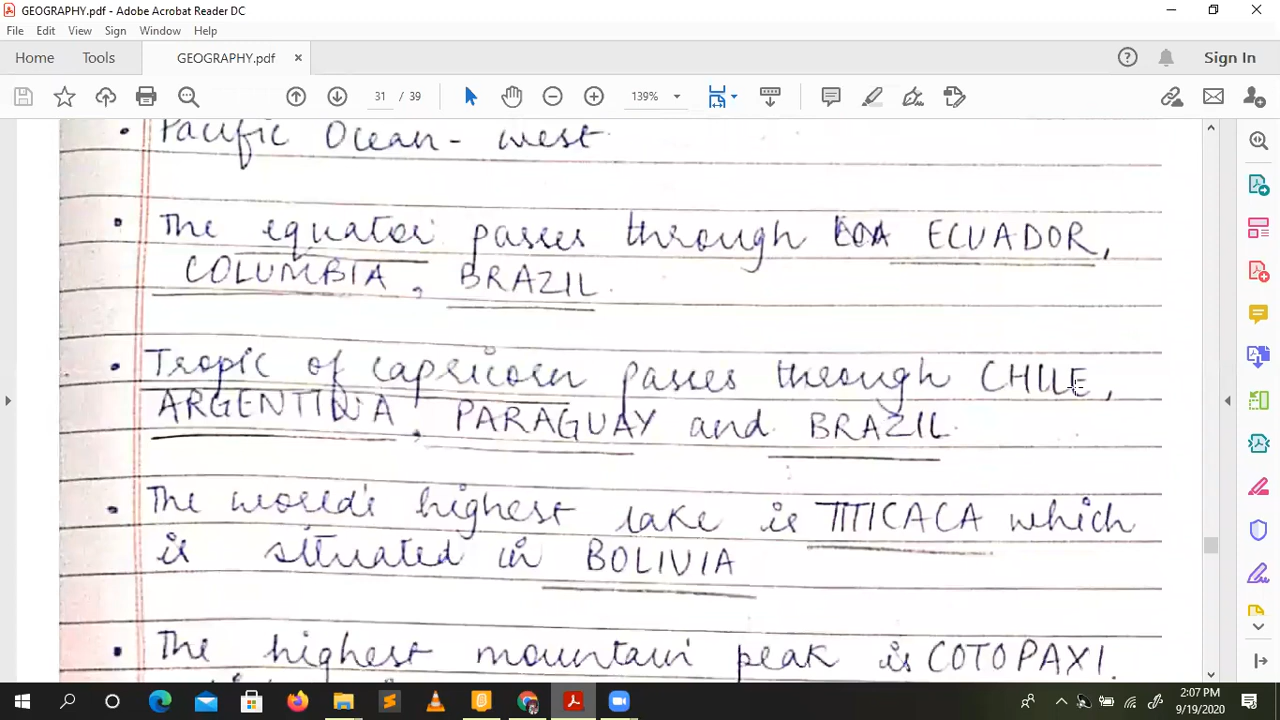 GEOGRAPHY.pdf - Adobe Acrobat Reader DC
File Edit View Sign Window Help
Home Tools GEOGRAPHY.pdf × Sign In
31 / 39 139%
• Pacific Ocean - west.
• The equator passes through ECUADOR,
COLUMBIA, BRAZIL.
• Tropic of capricorn passes through CHILE,
ARGENTINA, PARAGUAY and BRAZIL.
• The world's highest lake is TITICACA which
is situated in BOLIVIA
• The highest mountain peak is COTOPAXI.
2:07 PM
9/19/2020